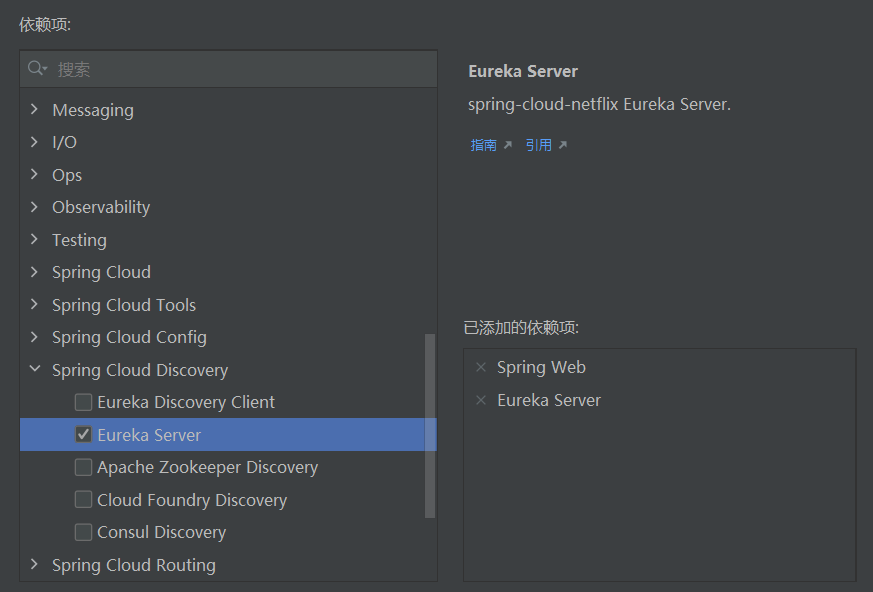 依赖项:
搜索
Messaging
I/O
Ops
Observability
Testing
Spring Cloud
Spring Cloud Tools
Spring Cloud Config
Spring Cloud Discovery
Eureka Discovery Client
Eureka Server
Apache Zookeeper Discovery
Cloud Foundry Discovery
Consul Discovery
Spring Cloud Routing
Eureka Server
spring-cloud-netflix Eureka Server.
指南 引用
已添加的依赖项:
Spring Web
Eureka Server